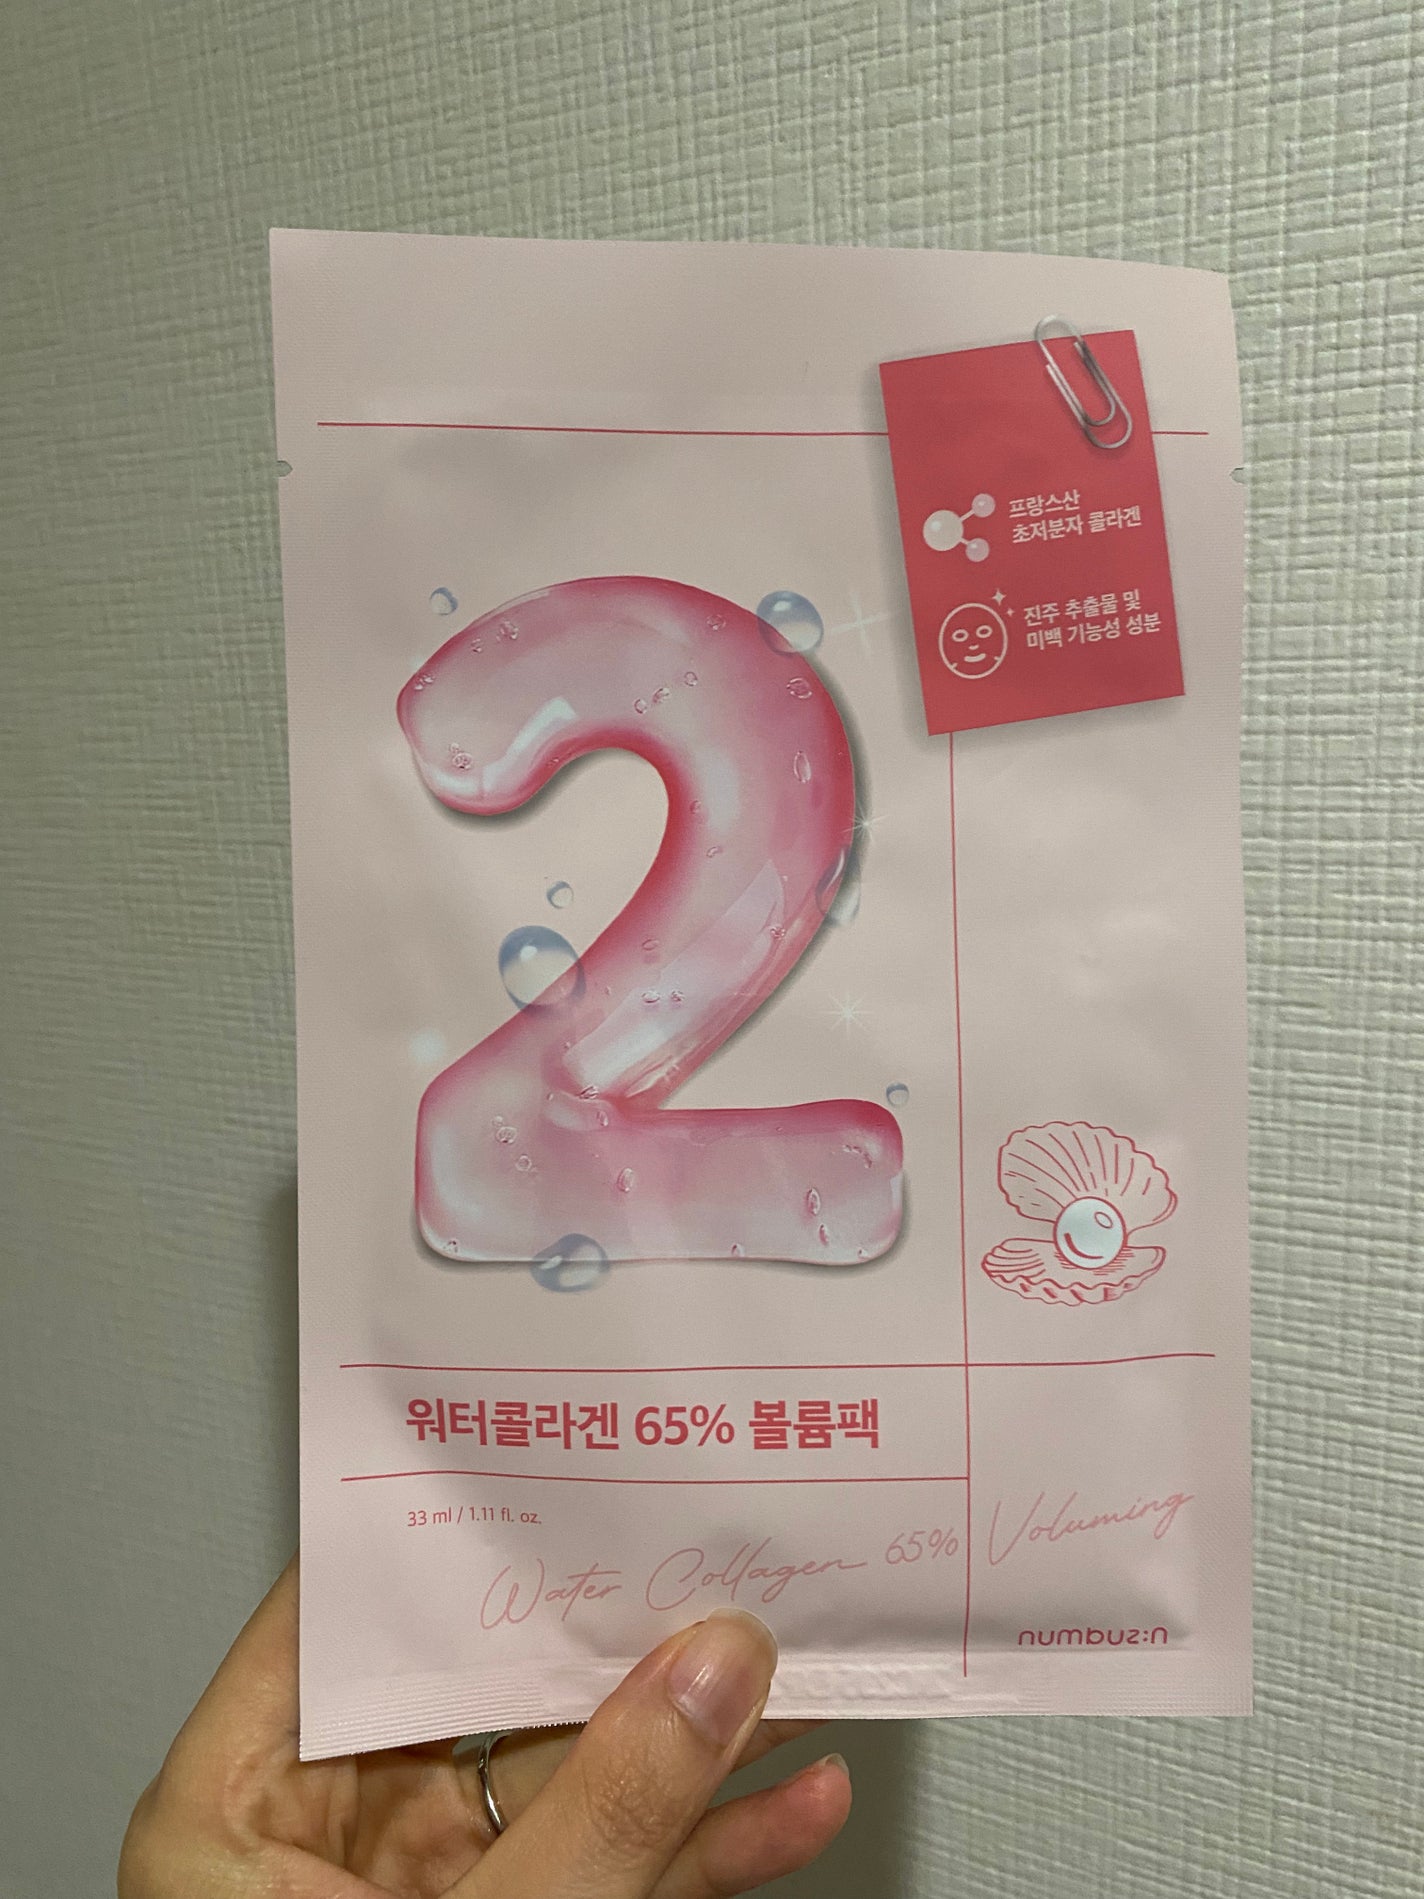 프랑스산
초저분자 콜라겐
진주 추출물 및
미백 기능성 성분
2
워터콜라겐 65% 볼륨팩
33 ml / 1.11 fl. oz.
Water Collagen 65% Voluming
numbuz:n